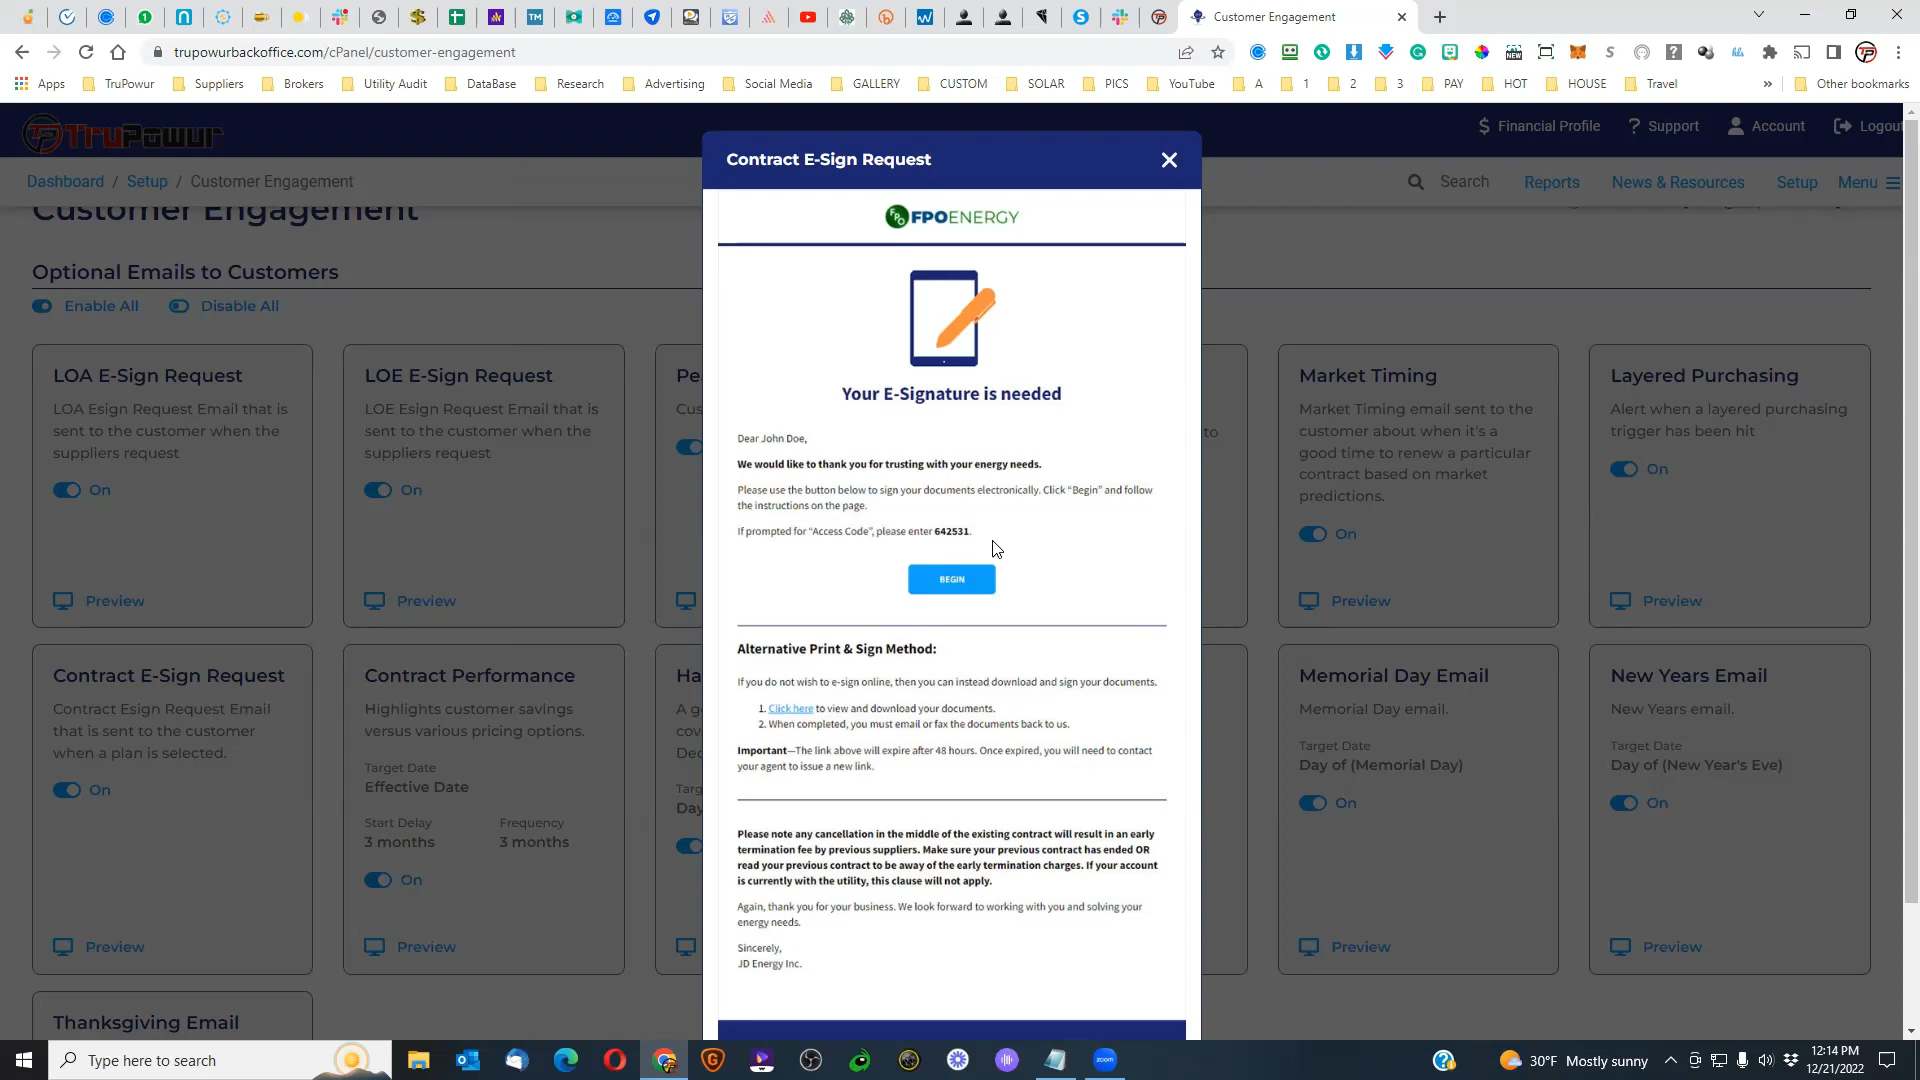 Customer Engagement
trupowurbackoffice.com/cPanel/customer-engagement
Apps TruPowur Suppliers Brokers Utility Audit DataBase Research Advertising Social Media GALLERY CUSTOM SOLAR PICS YouTube A 1 2 3 PAY HOT HOUSE Travel » Other bookmarks
TruPowur
$ Financial Profile ? Support Account Logout
Dashboard / Setup / Customer Engagement
Search Reports News & Resources Setup Menu
Customer Engagement
Optional Emails to Customers
Enable All Disable All
LOA E-Sign Request
LOA Esign Request Email that is
sent to the customer when the
suppliers request
On
Preview
LOE E-Sign Request
LOE Esign Request Email that is
sent to the customer when the
suppliers request
On
Preview
Market Timing
Market Timing email sent to the
customer about when it's a
good time to renew a particular
contract based on market
predictions.
On
Preview
Layered Purchasing
Alert when a layered purchasing
trigger has been hit
On
Preview
Contract E-Sign Request
Contract Esign Request Email
that is sent to the customer
when a plan is selected.
On
Preview
Contract Performance
Highlights customer savings
versus various pricing options.
Target Date
Effective Date
Start Delay Frequency
3 months 3 months
On
Preview
Memorial Day Email
Memorial Day email.
Target Date
Day of (Memorial Day)
On
Preview
New Years Email
New Years email.
Target Date
Day of (New Year's Eve)
On
Preview
Thanksgiving Email
Contract E-Sign Request
FPO FPOENERGY
Your E-Signature is needed
Dear John Doe,
We would like to thank you for trusting with your energy needs.
Please use the button below to sign your documents electronically. Click “Begin” and follow
the instructions on the page.
If prompted for “Access Code”, please enter 642531.
BEGIN
Alternative Print & Sign Method:
If you do not wish to e-sign online, then you can instead download and sign your documents.
1. Click here to view and download your documents.
2. When completed, you must email or fax the documents back to us.
Important—The link above will expire after 48 hours. Once expired, you will need to contact
your agent to issue a new link.
Please note any cancellation in the middle of the existing contract will result in an early
termination fee by previous suppliers. Make sure your previous contract has ended OR
read your previous contract to be away of the early termination charges. If your account
is currently with the utility, this clause will not apply.
Again, thank you for your business. We look forward to working with you and solving your
energy needs.
Sincerely,
JD Energy Inc.
Type here to search
30°F Mostly sunny
12:14 PM
12/21/2022